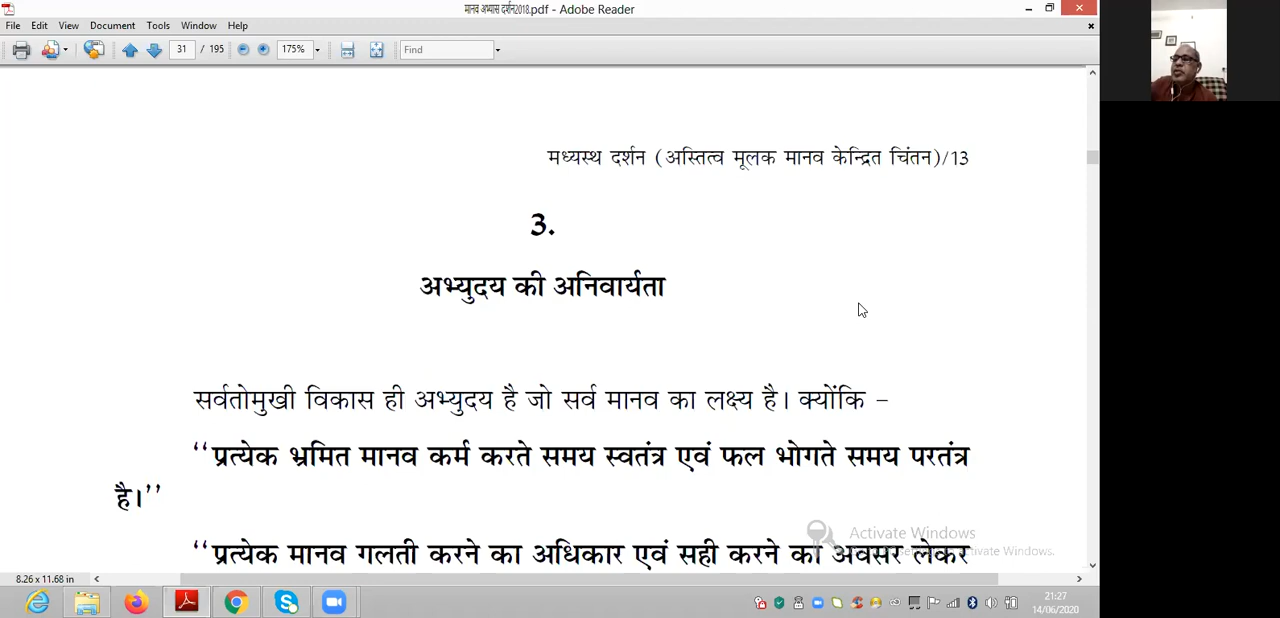 मानव अभ्यास दर्शन2018.pdf - Adobe Reader
File Edit View Document Tools Window Help
31 / 195 175% Find
मध्यस्थ दर्शन (अस्तित्व मूलक मानव केन्द्रित चिंतन)/13
3.
अभ्युदय की अनिवार्यता
सर्वतोमुखी विकास ही अभ्युदय है जो सर्व मानव का लक्ष्य है। क्योंकि -
‘‘प्रत्येक भ्रमित मानव कर्म करते समय स्वतंत्र एवं फल भोगते समय परतंत्र
है।’’
Activate Windows
‘‘प्रत्येक मानव गलती करने का अधिकार एवं सही करने का अवसर लेकर
Activate Windows.
8.26 x 11.68 in
21:27
14/06/2020